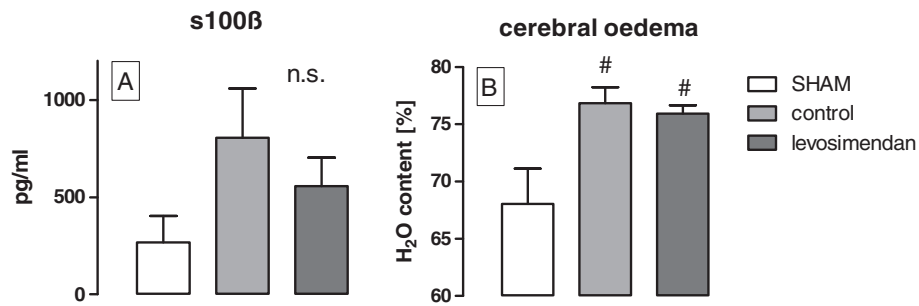 s100ß
A
n.s.
1000
500
0
pg/ml
cerebral oedema
B
#
#
80
75
70
65
60
H₂O content [%]
SHAM
control
levosimendan